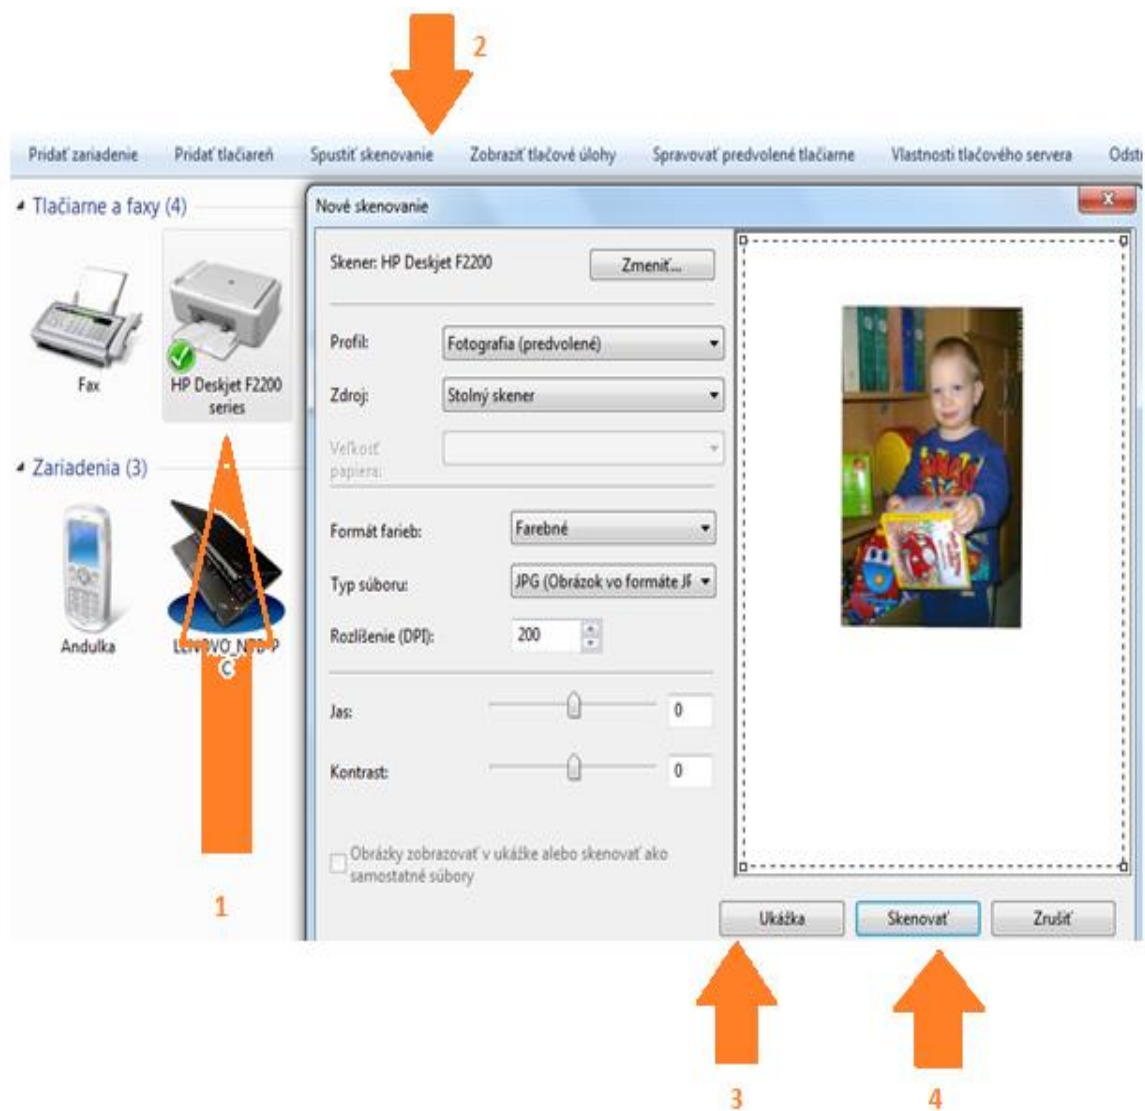 2
Pridať zariadenie Pridať tlačiareň Spustiť skenovanie Zobraziť tlačové úlohy Spravovať predvolené tlačiarne Vlastnosti tlačového servera
Tlačiarne a faxy (4)
Fax
HP Deskjet F2200
series
Zariadenia (3)
Andulka
Nové skenovanie
Skener: HP Deskjet F2200 Zmeniť...
Profil: Fotografia (predvolené)
Zdroj: Stolný skener
Veľkosť
papiera:
Formát farieb: Farebné
Typ súboru: JPG (Obrázok vo formáte
Rozlíšenie (DPI): 200
Jas: 0
Kontrast: 0
Obrázky zobrazovať v ukážke alebo skenovať ako
samostatné súbory
Ukážka Skenovať Zrušiť
1
3 4